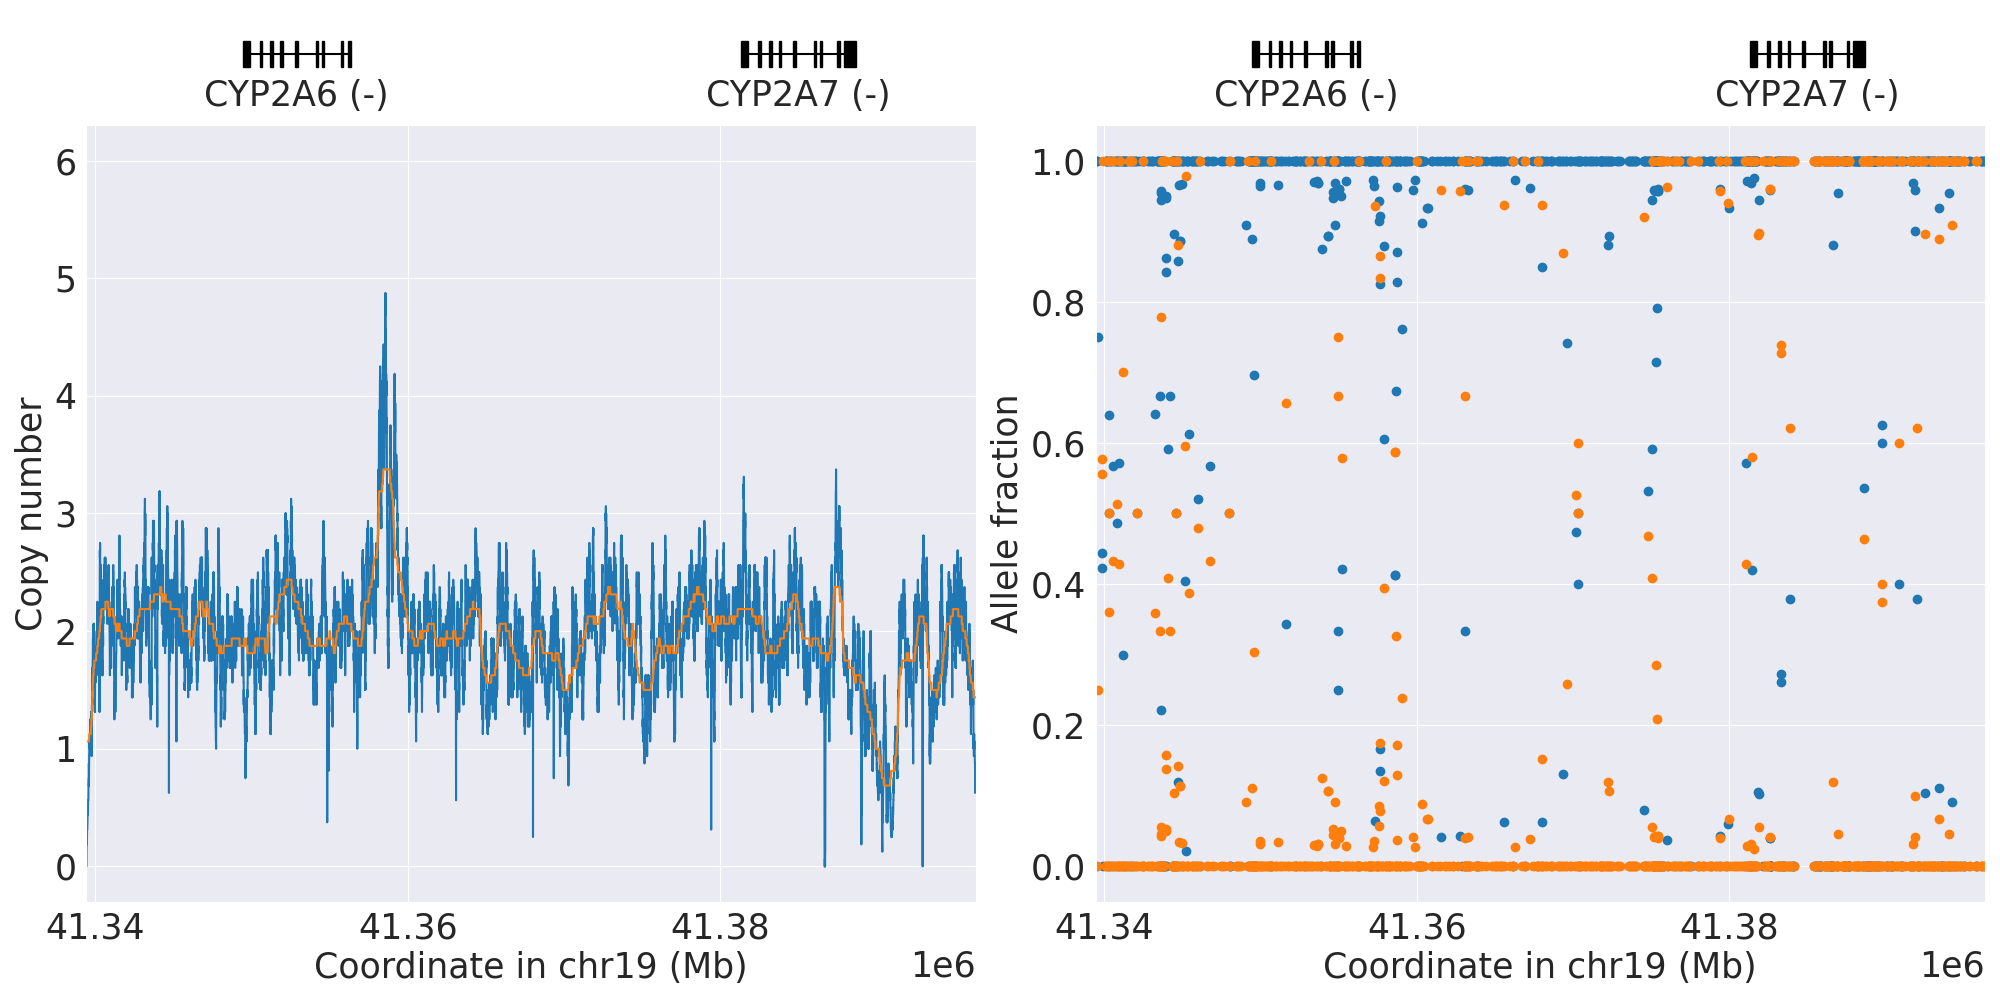 CYP2A6 (-)
CYP2A7 (-)
6
5
4
3
2
1
0
Copy number
41.34
41.36
41.38
Coordinate in chr19 (Mb)
1e6
CYP2A6 (-)
CYP2A7 (-)
1.0
0.8
0.6
0.4
0.2
0.0
Allele fraction
41.34
41.36
41.38
Coordinate in chr19 (Mb)
1e6